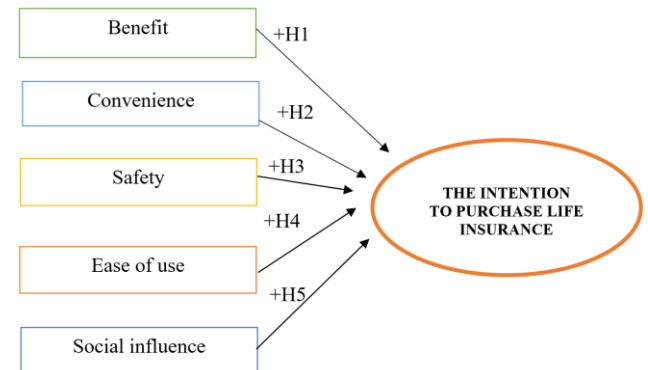 Benefit
+H1
Convenience
+H2
+H3
Safety
+H4
Ease of use
+H5
Social influence
THE INTENTION
TO PURCHASE LIFE
INSURANCE